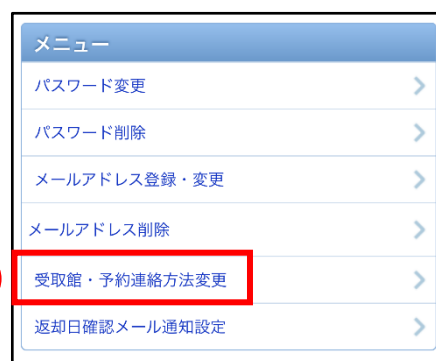 メニュー
パスワード変更
パスワード削除
メールアドレス登録・変更
メールアドレス削除
受取館・予約連絡方法変更
返却日確認メール通知設定